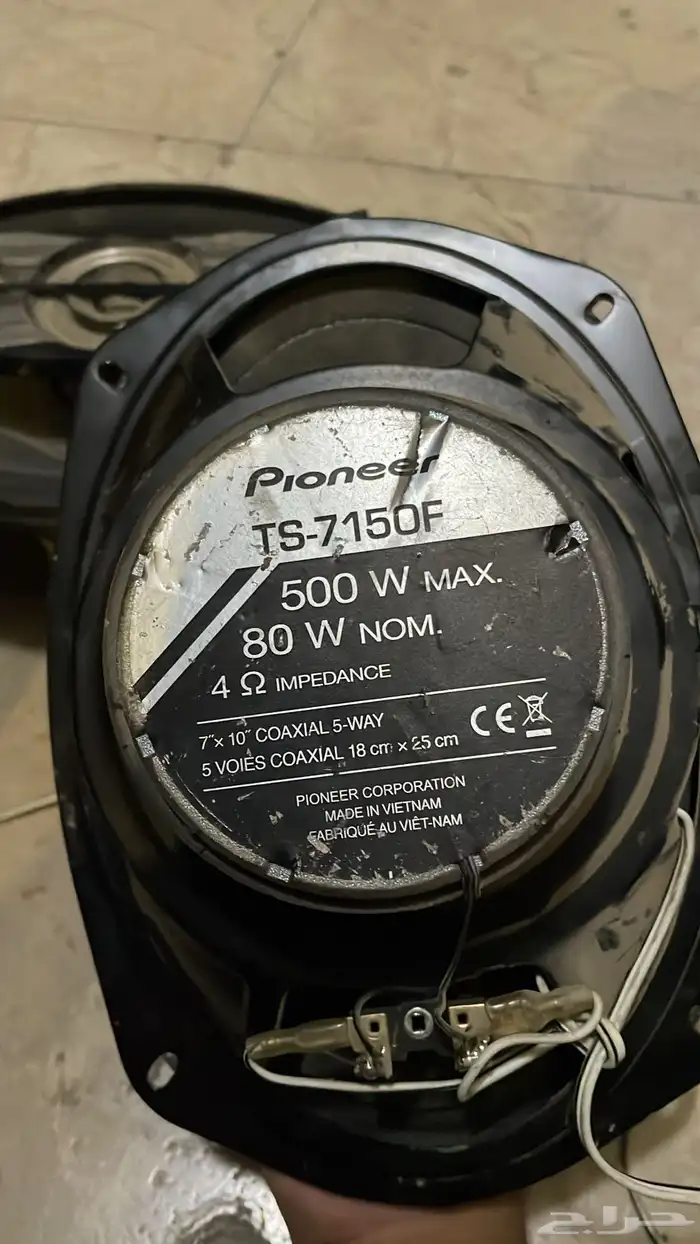 Pioneer
TS-7150F
500 W MAX.
80 W NOM.
4 Ω IMPEDANCE
7"x 10" COAXIAL 5-WAY
5 VOIES COAXIAL 18 cm x 25 cm
CE
PIONEER CORPORATION
MADE IN VIETNAM
FABRIQUÉ AU VIÊT-NAM
حراج